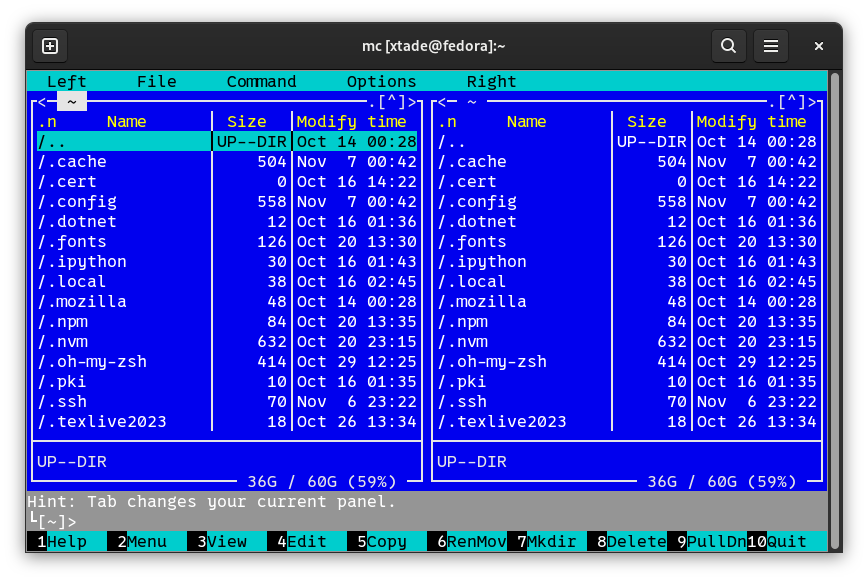 mc [xtade@fedora]:~
Left File Command Options Right
<- ~ .[^]> <- ~ .[^]>
.n Name Size Modify time .n Name Size Modify time
/.. UP--DIR Oct 14 00:28 /.. UP--DIR Oct 14 00:28
/.cache 504 Nov 7 00:42 /.cache 504 Nov 7 00:42
/.cert 0 Oct 16 14:22 /.cert 0 Oct 16 14:22
/.config 558 Nov 7 00:42 /.config 558 Nov 7 00:42
/.dotnet 12 Oct 16 01:36 /.dotnet 12 Oct 16 01:36
/.fonts 126 Oct 20 13:30 /.fonts 126 Oct 20 13:30
/.ipython 30 Oct 16 01:43 /.ipython 30 Oct 16 01:43
/.local 38 Oct 16 02:45 /.local 38 Oct 16 02:45
/.mozilla 48 Oct 14 00:28 /.mozilla 48 Oct 14 00:28
/.npm 84 Oct 20 13:35 /.npm 84 Oct 20 13:35
/.nvm 632 Oct 20 23:15 /.nvm 632 Oct 20 23:15
/.oh-my-zsh 414 Oct 29 12:25 /.oh-my-zsh 414 Oct 29 12:25
/.pki 10 Oct 16 01:35 /.pki 10 Oct 16 01:35
/.ssh 70 Nov 6 23:22 /.ssh 70 Nov 6 23:22
/.texlive2023 18 Oct 26 13:34 /.texlive2023 18 Oct 26 13:34
UP--DIR UP--DIR
36G / 60G (59%) 36G / 60G (59%)
Hint: Tab changes your current panel.
└[~]>
1Help 2Menu 3View 4Edit 5Copy 6RenMov 7Mkdir 8Delete 9PullDn 10Quit